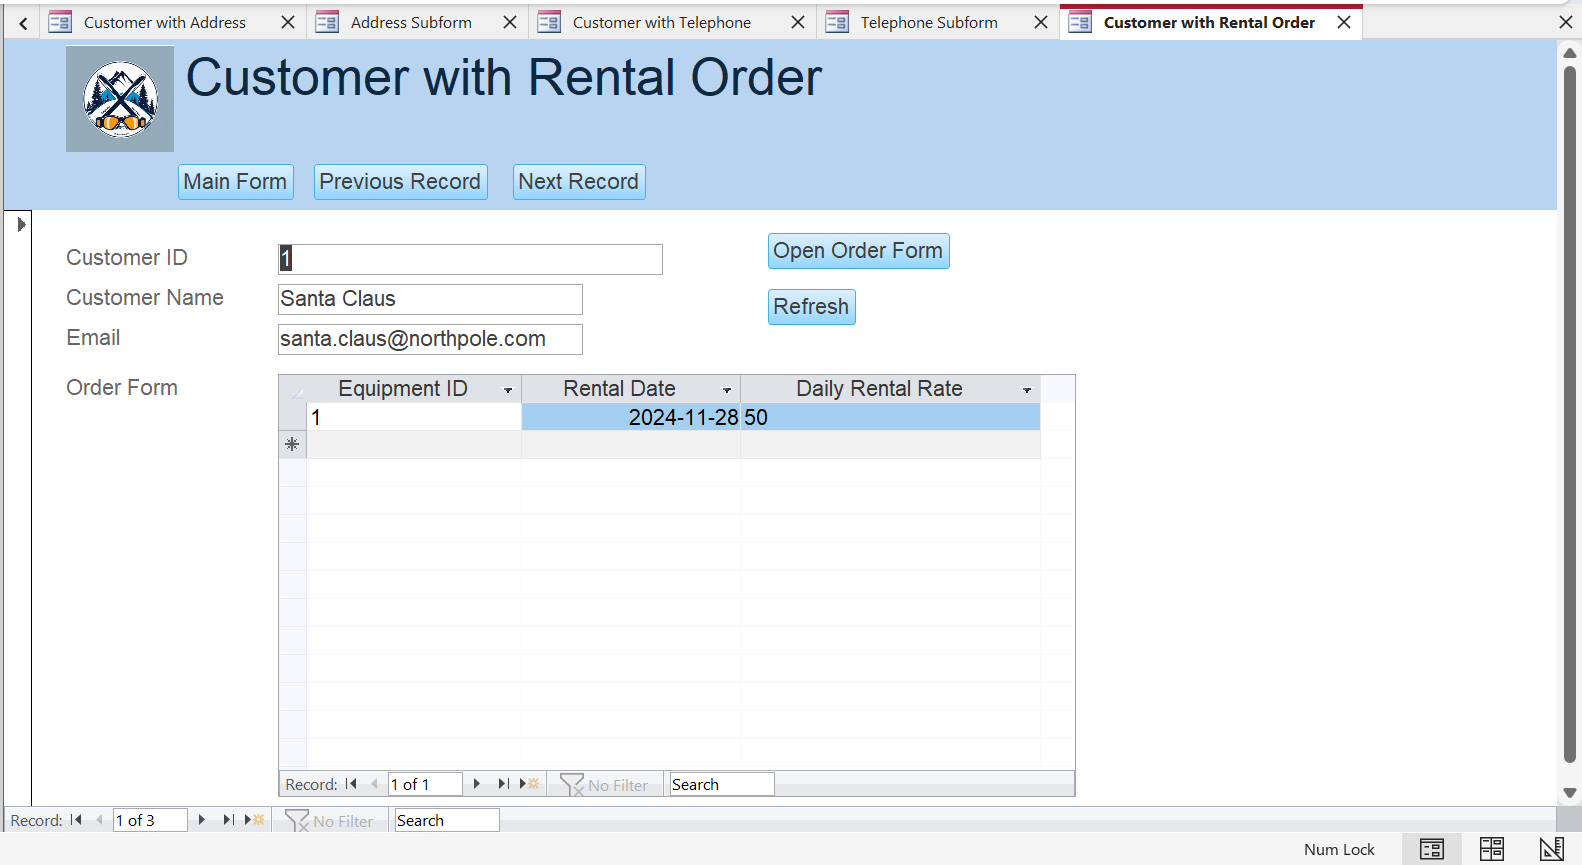 Customer with Address
Address Subform
Customer with Telephone
Telephone Subform
Customer with Rental Order
Customer with Rental Order
Main Form
Previous Record
Next Record
Customer ID
1
Open Order Form
Customer Name
Santa Claus
Refresh
Email
santa.claus@northpole.com
Order Form
Equipment ID
Rental Date
Daily Rental Rate
1
2024-11-28
50
Record:
1 of 1
No Filter
Search
Record:
1 of 3
No Filter
Search
Num Lock